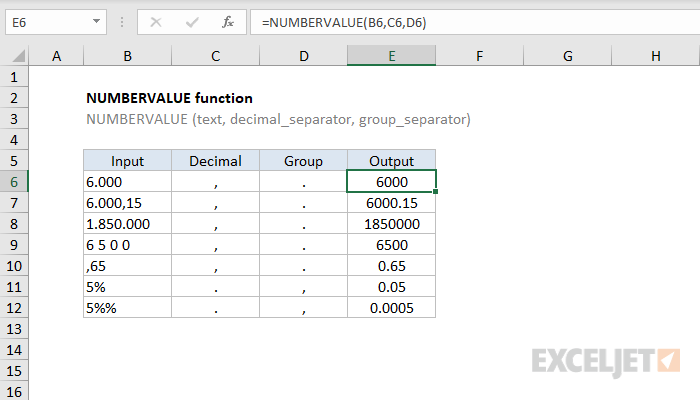 E6 fx =NUMBERVALUE(B6,C6,D6)
A B C D E F G H
1
2 NUMBERVALUE function
3 NUMBERVALUE (text, decimal_separator, group_separator)
4
5 Input Decimal Group Output
6 6.000 , . 6000
7 6.000,15 , . 6000.15
8 1.850.000 , . 1850000
9 6 5 0 0 , . 6500
10 ,65 , . 0.65
11 5% . , 0.05
12 5%% . , 0.0005
13
14
15
16
EXCELJET